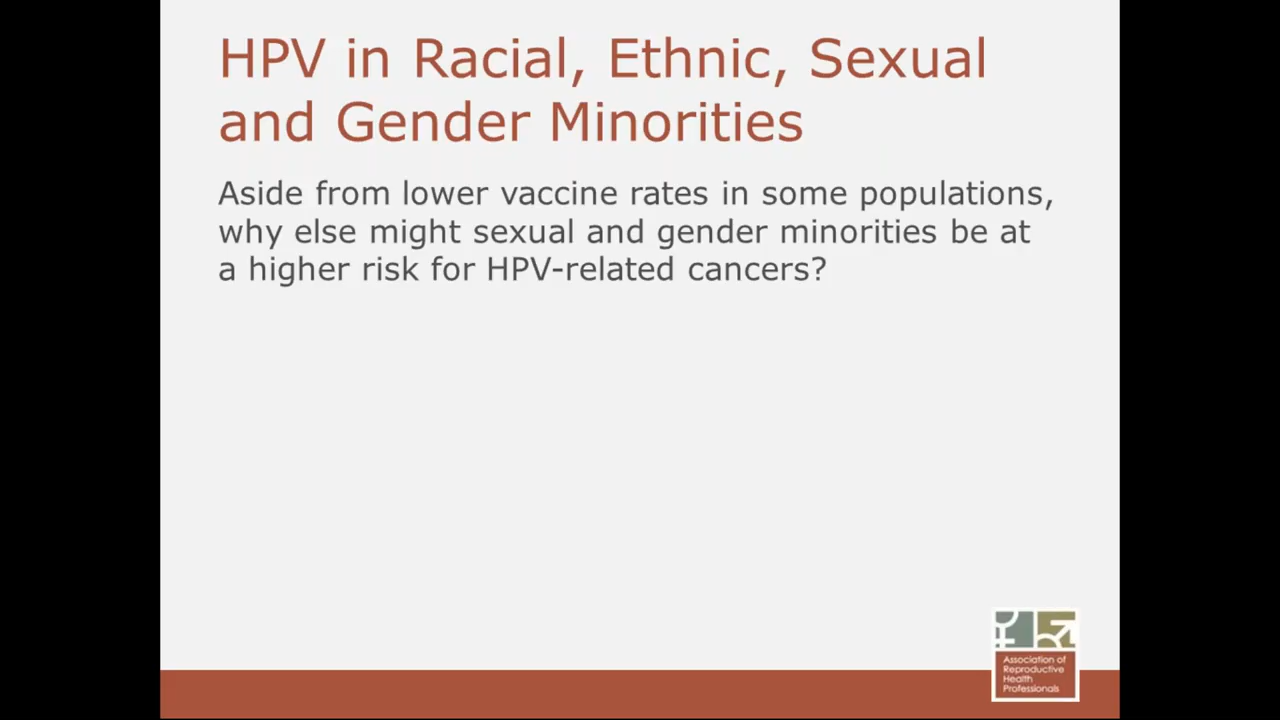 HPV in Racial, Ethnic, Sexual
and Gender Minorities
Aside from lower vaccine rates in some populations,
why else might sexual and gender minorities be at
a higher risk for HPV-related cancers?
Association of
Reproductive
Health
Professionals